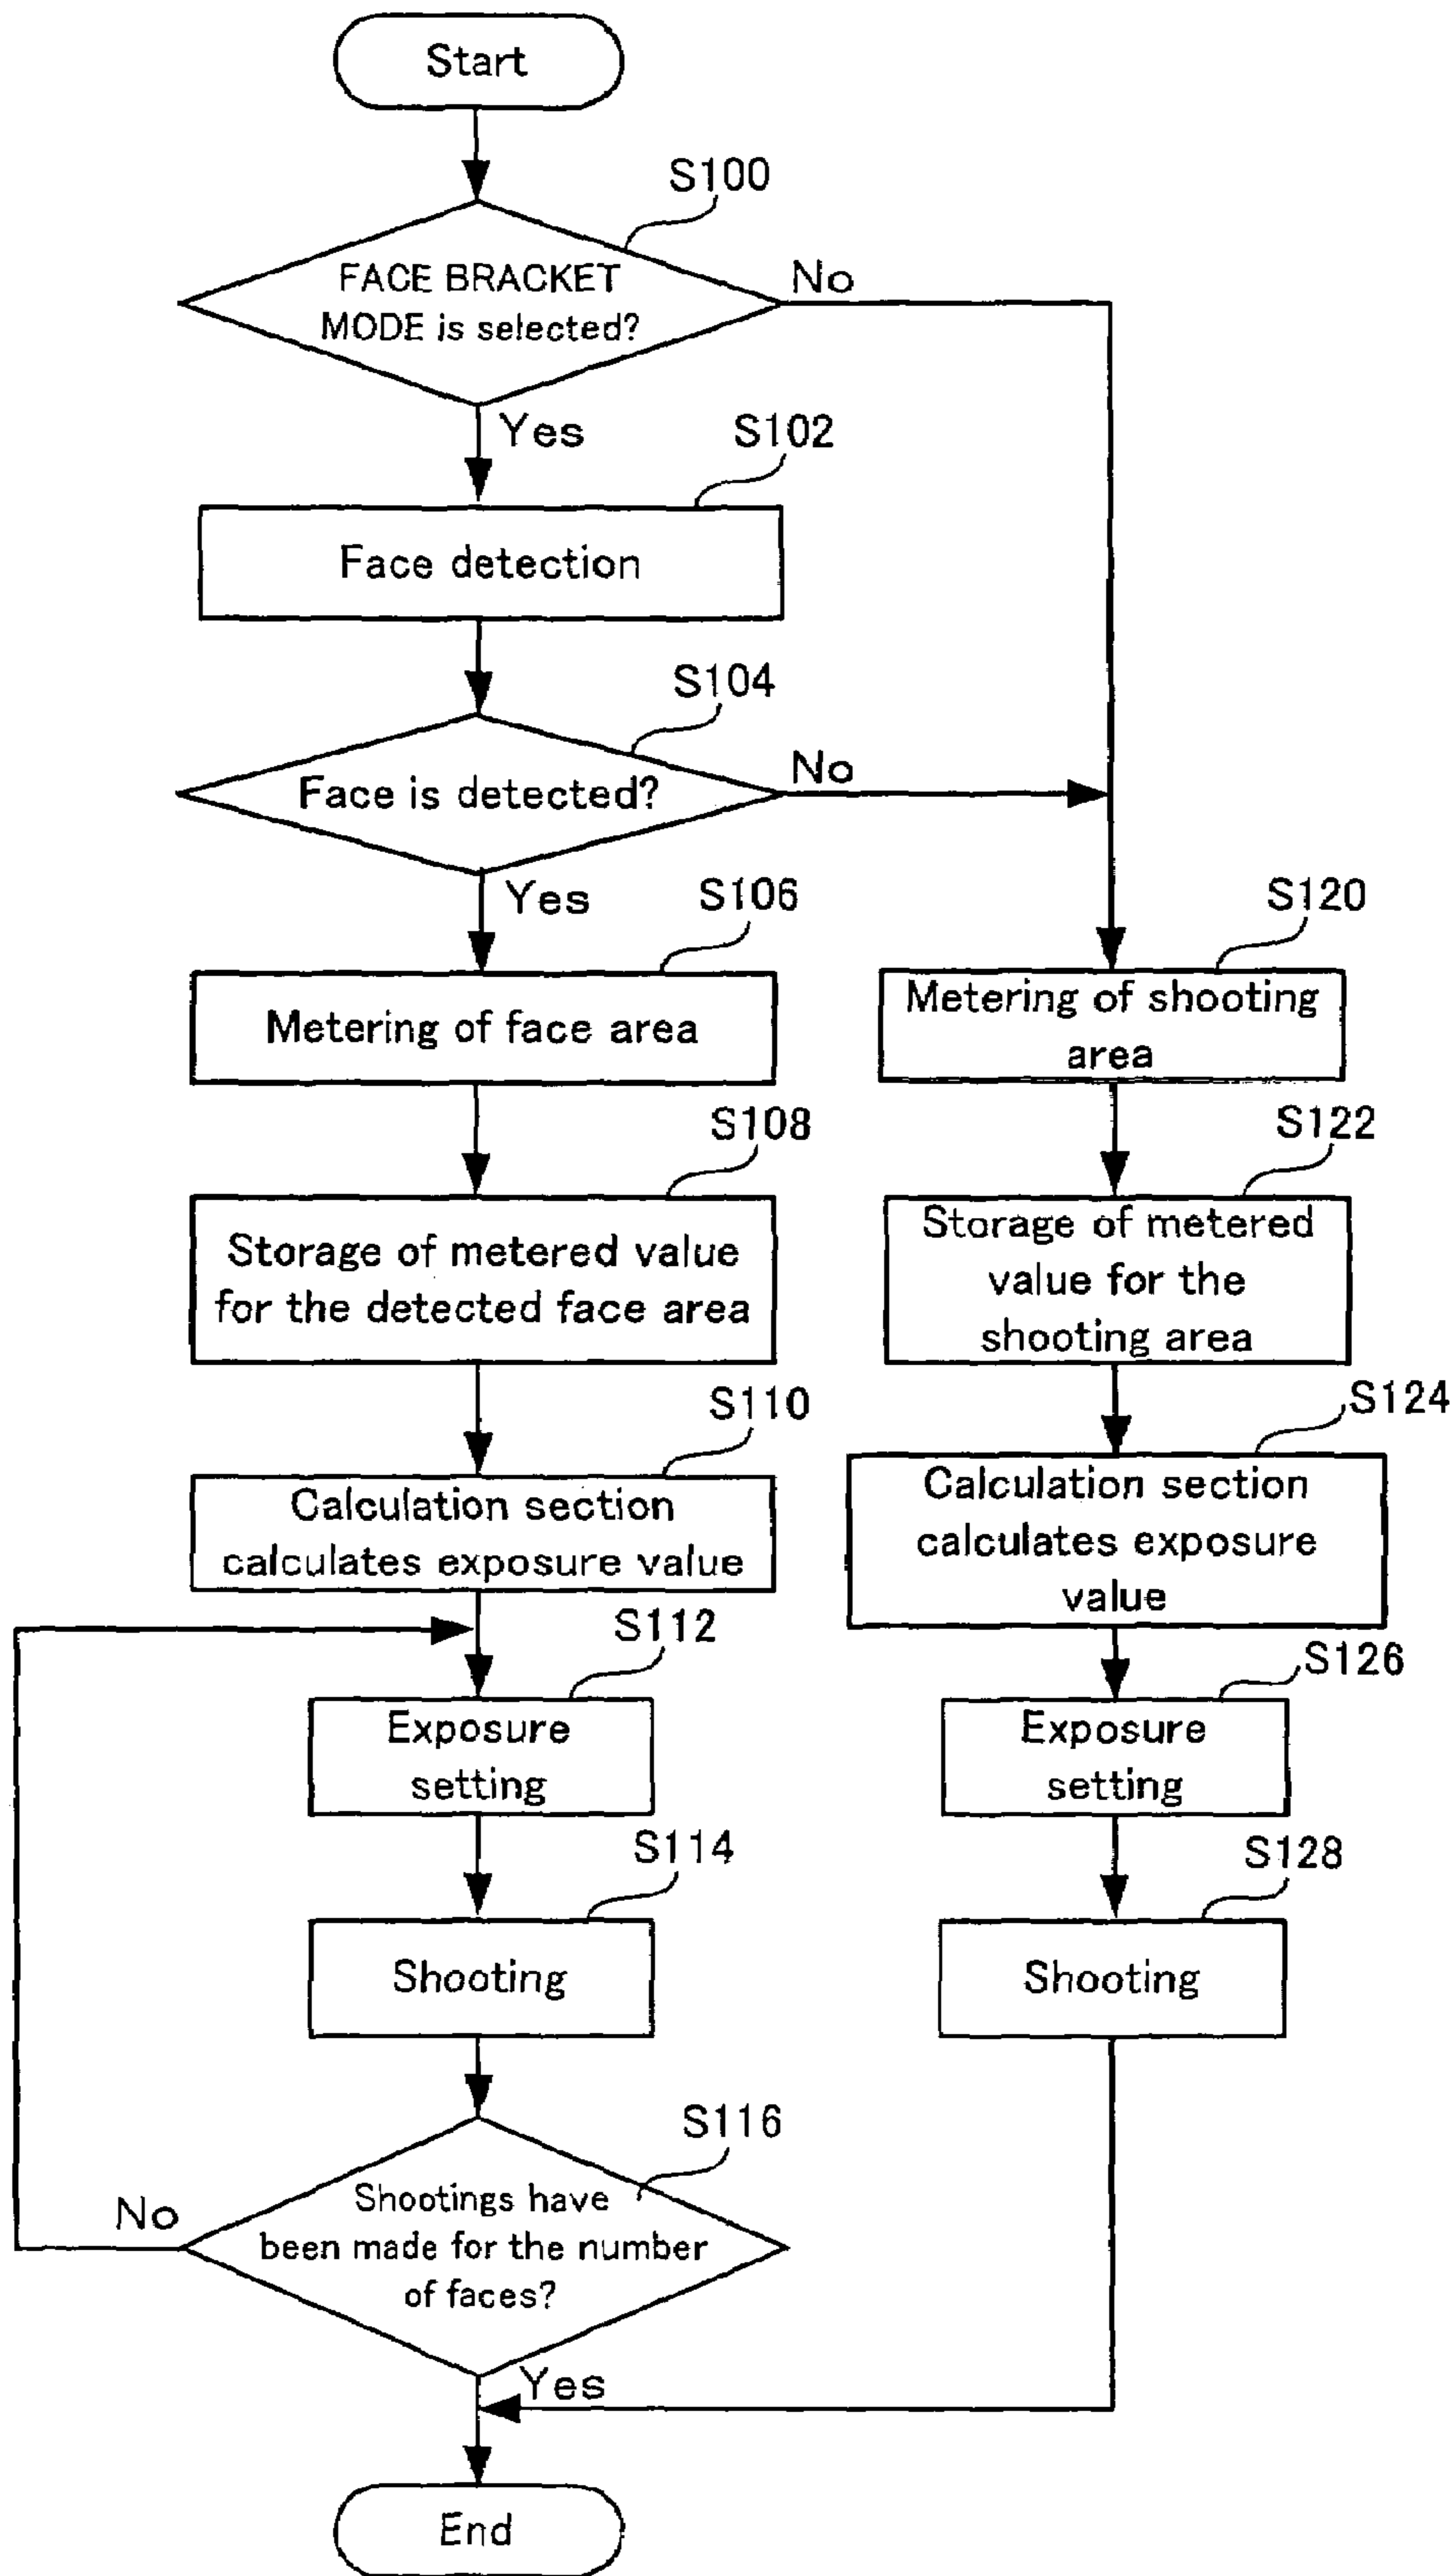 Start
S100
FACE BRACKET
MODE is selected?
No
Yes
S102
Face detection
S104
Face is detected?
No
Yes
S106
Metering of face area
S108
Storage of metered value
for the detected face area
S110
Calculation section
calculates exposure value
S112
Exposure
setting
S114
Shooting
S116
Shootings have
been made for the number
of faces?
No
Yes
S120
Metering of shooting
area
S122
Storage of metered
value for the
shooting area
S124
Calculation section
calculates exposure
value
S126
Exposure
setting
S128
Shooting
End